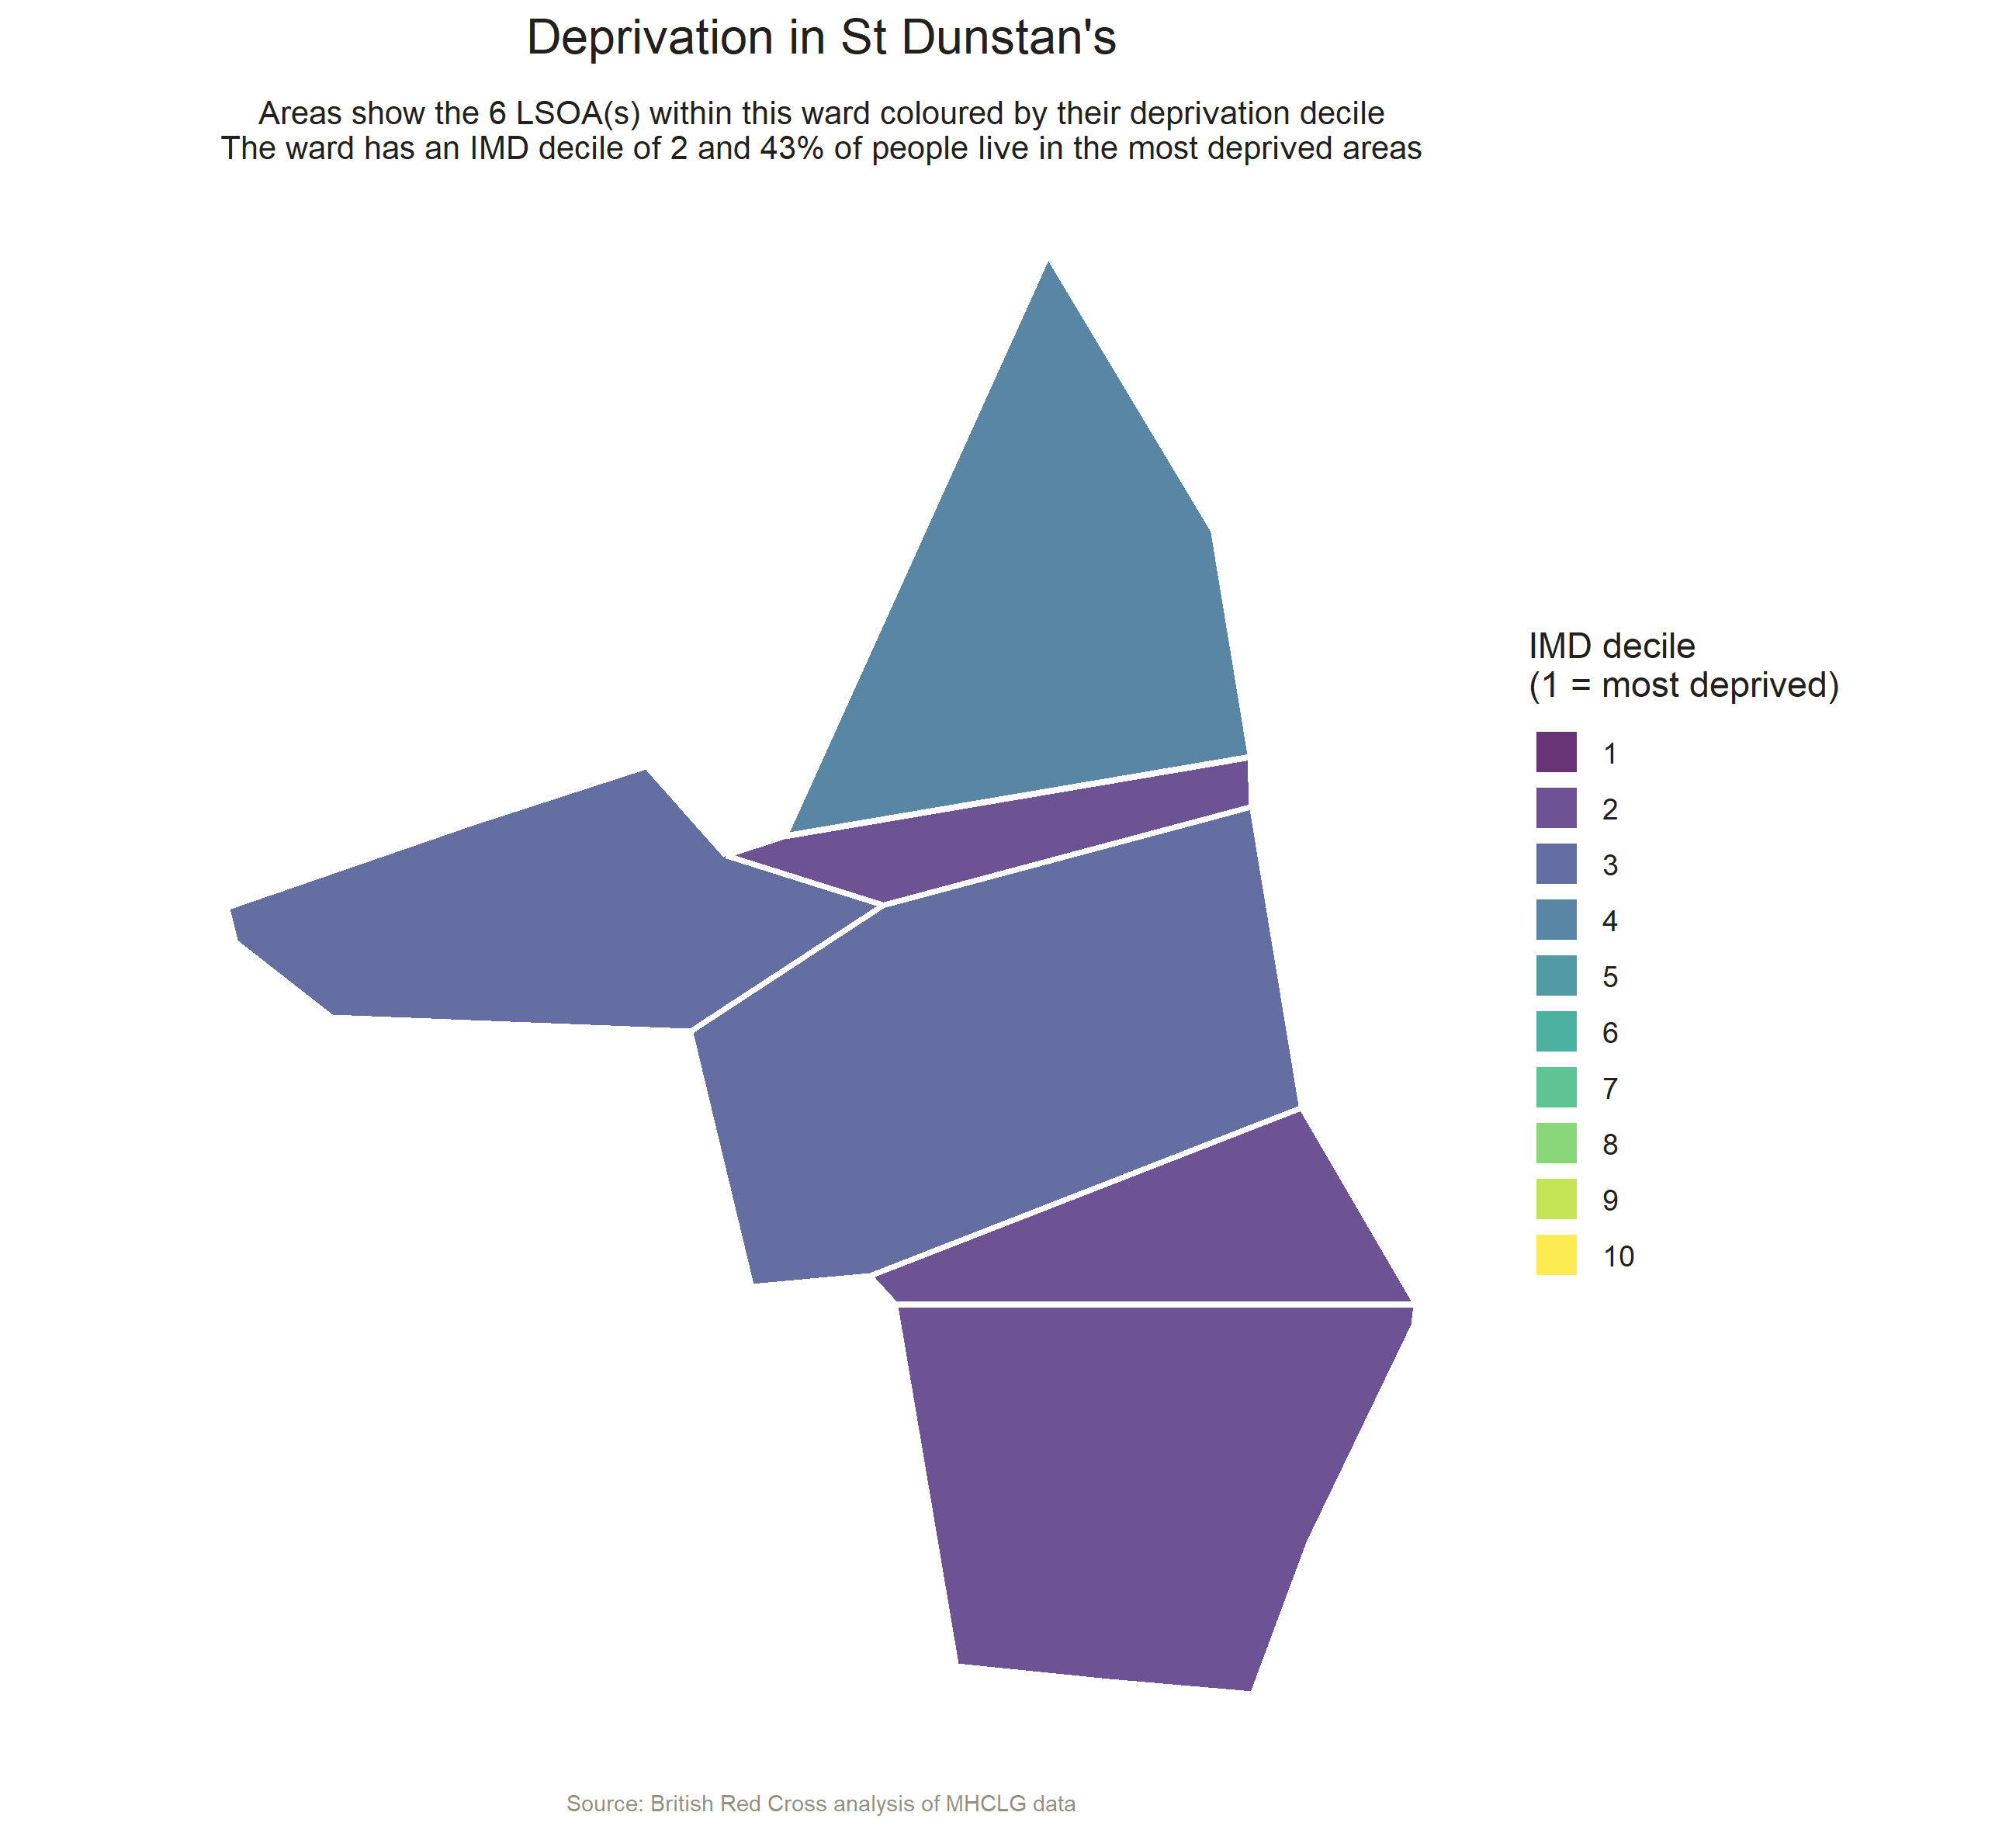 Deprivation in St Dunstan's
Areas show the 6 LSOA(s) within this ward coloured by their deprivation decile
The ward has an IMD decile of 2 and 43% of people live in the most deprived areas
IMD decile
(1 = most deprived)
1
2
3
4
5
6
7
8
9
10
Source: British Red Cross analysis of MHCLG data